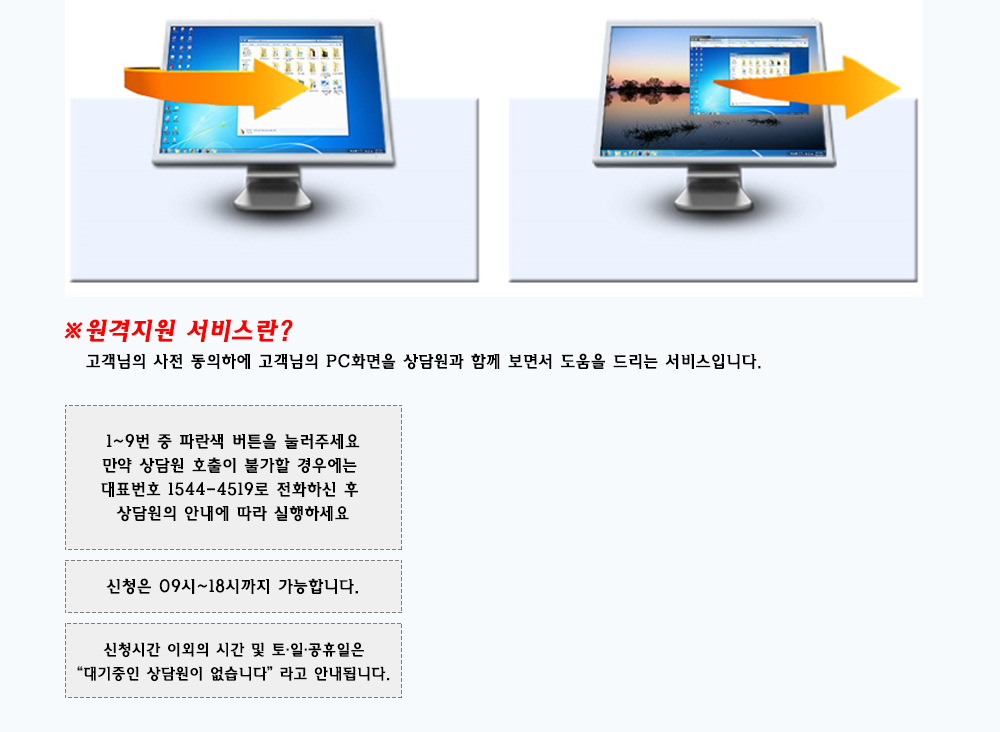 ※원격지원 서비스란?
고객님의 사전 동의하에 고객님의 PC화면을 상담원과 함께 보면서 도움을 드리는 서비스입니다.
1~9번 중 파란색 버튼을 눌러주세요
만약 상담원 호출이 불가할 경우에는
대표번호 1544-4519로 전화하신 후
상담원의 안내에 따라 실행하세요
신청은 09시~18시까지 가능합니다.
신청시간 이외의 시간 및 토·일·공휴일은
“대기중인 상담원이 없습니다” 라고 안내됩니다.